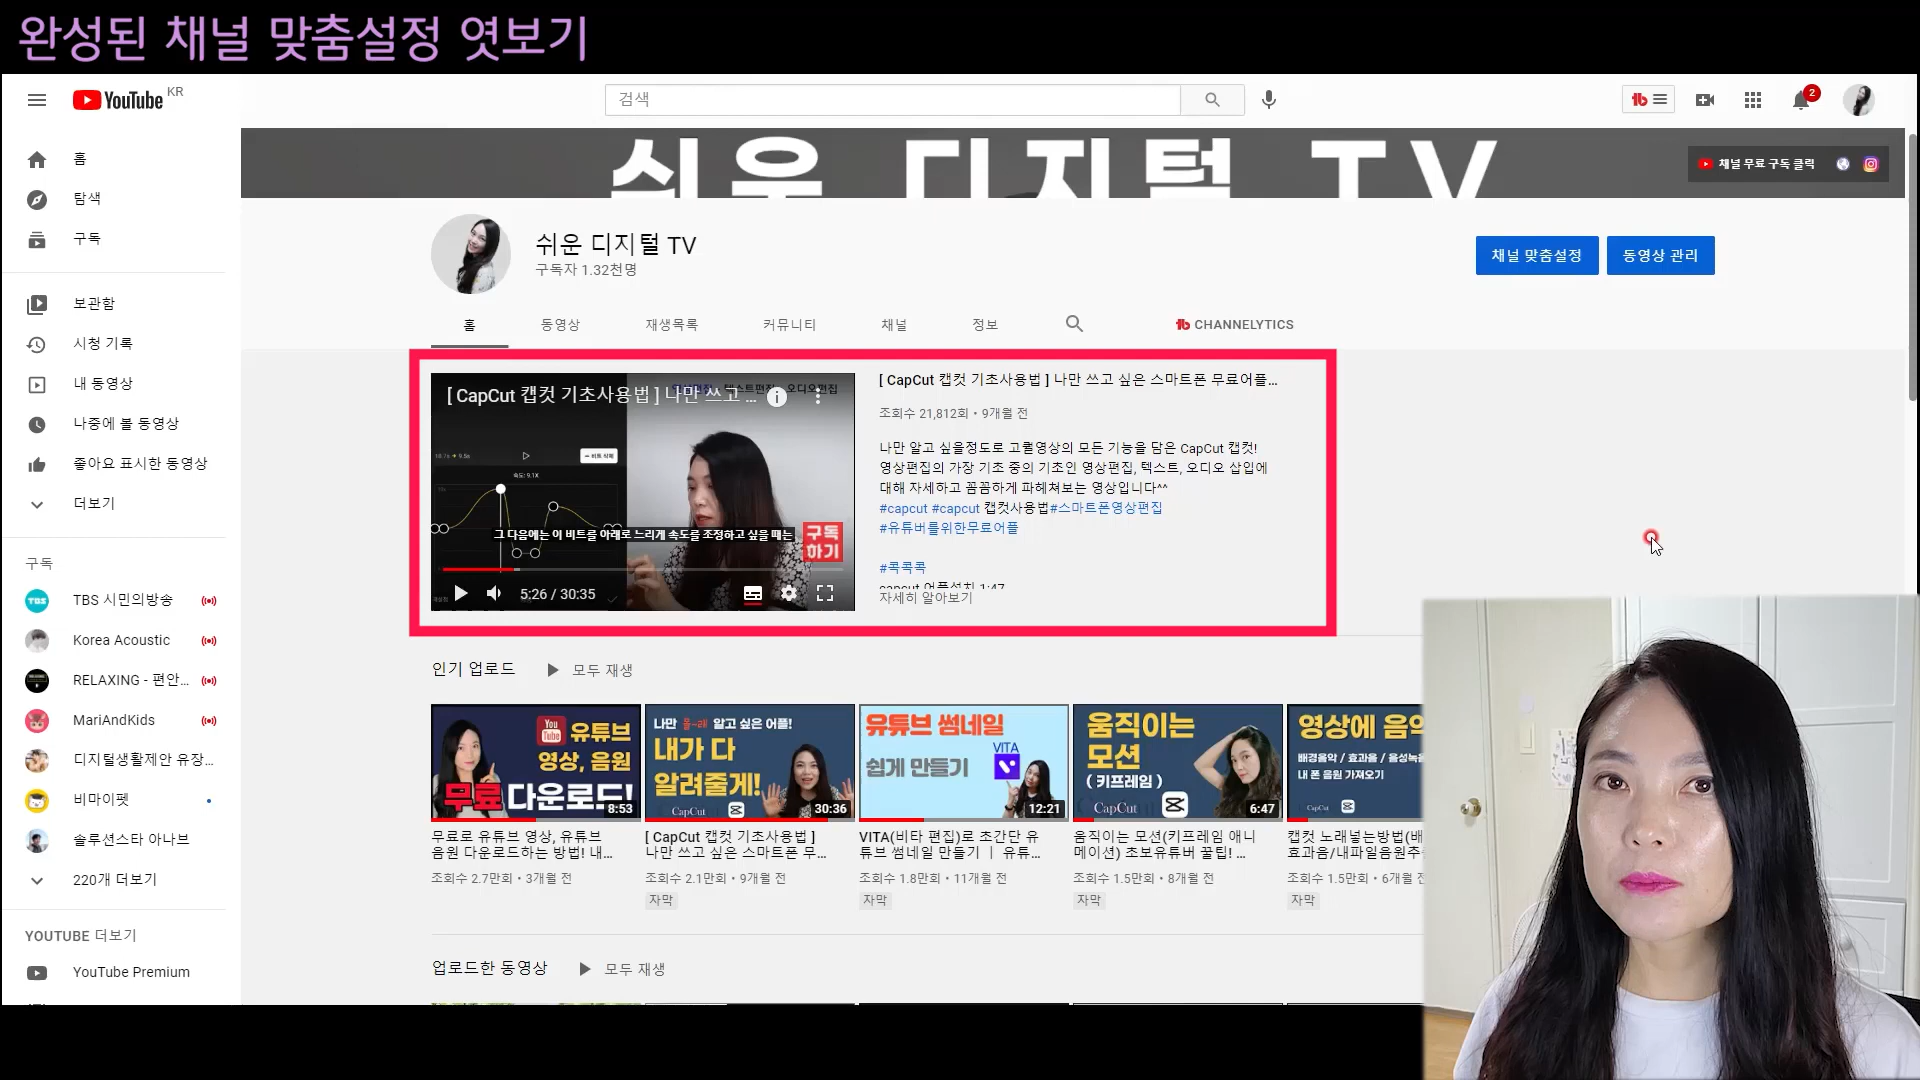 완성된 채널 맞춤설정 엿보기
YouTube KR
검색
2
홈
탐색
구독
보관함
시청 기록
내 동영상
나중에 볼 동영상
좋아요 표시한 동영상
더보기
구독
TBS 시민의방송
Korea Acoustic
RELAXING - 편안...
MariAndKids
디지털생활제안 유장...
비마이펫
솔루션스타 아나브
220개 더보기
YOUTUBE 더보기
YouTube Premium
쉬운 디지털 TV
채널 무료 구독 클릭
쉬운 디지털 TV
구독자 1.32천명
채널 맞춤설정
동영상 관리
홈
동영상
재생목록
커뮤니티
채널
정보
CHANNELYTICS
[ CapCut 캡컷 기초사용법 ] 나만 쓰고 ...
속도: 9.1X
그 다음에는 이 비트를 아래로 느리게 속도를 조정하고 싶을 때는
구독
하기
5:26 / 30:35
[ CapCut 캡컷 기초사용법 ] 나만 쓰고 싶은 스마트폰 무료어플...
조회수 21,812회 • 9개월 전
나만 알고 싶을정도로 고퀄영상의 모든 기능을 담은 CapCut 캡컷!
영상편집의 가장 기초 중의 기초인 영상편집, 텍스트, 오디오 삽입에
대해 자세하고 꼼꼼하게 파헤쳐보는 영상입니다^^
#capcut #capcut 캡컷사용법#스마트폰영상편집
#유튜버를위한무료어플
#콕콕콕
capcut 어플설치 1:47
자세히 알아보기
인기 업로드
모두 재생
You Tube 유튜브
영상, 음원
무료 다운로드!
8:53
무료로 유튜브 영상, 유튜브
음원 다운로드하는 방법! 내...
조회수 2.7만회 • 3개월 전
나만 몰-래 알고 싶은 어플!
내가 다
알려줄게!
CapCut
30:36
[ CapCut 캡컷 기초사용법 ]
나만 쓰고 싶은 스마트폰 무...
조회수 2.1만회 • 9개월 전
자막
유튜브 썸네일
쉽게 만들기
VITA
12:21
VITA(비타 편집)로 초간단 유
튜브 썸네일 만들기 ㅣ 유튜...
조회수 1.8만회 • 11개월 전
자막
움직이는
모션
( 키프레임 )
CapCut
6:47
움직이는 모션(키프레임 애니
메이션) 초보유튜버 꿀팁! ...
조회수 1.5만회 • 8개월 전
자막
영상에 음악
배경음악 / 효과음 / 음성녹음
내 폰 음원 가져오기
CapCut
캡컷 노래넣는방법(배
효과음/내파일음원주
조회수 1.5만회 • 6개월 전
자막
업로드한 동영상
모두 재생